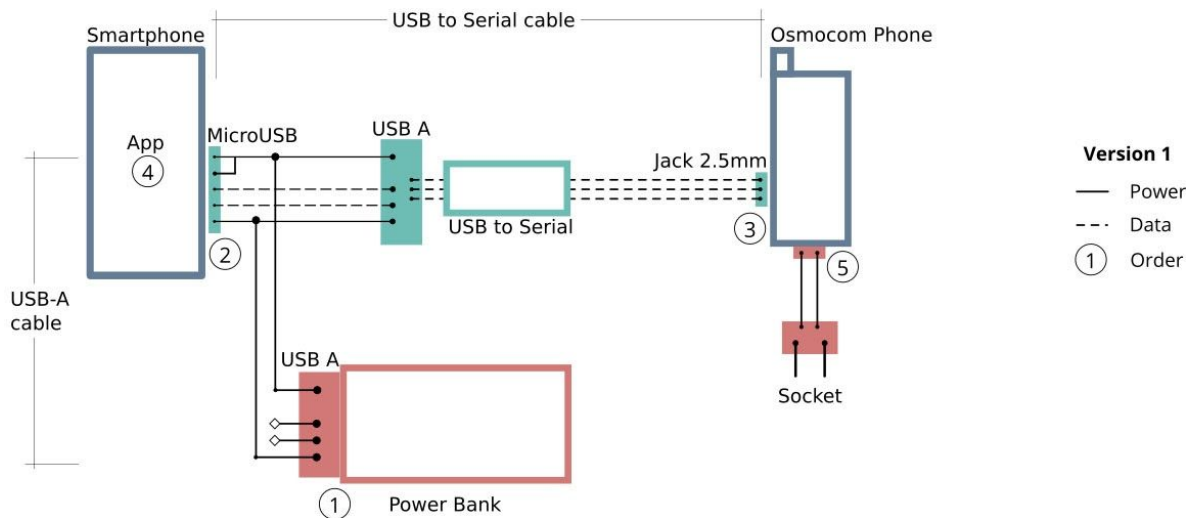 USB to Serial cable
Smartphone
Osmocom Phone
App
4
MicroUSB
USB A
Jack 2.5mm
USB to Serial
2
3
5
USB-A
cable
USB A
Socket
1
Power Bank
Version 1
Power
Data
1 Order